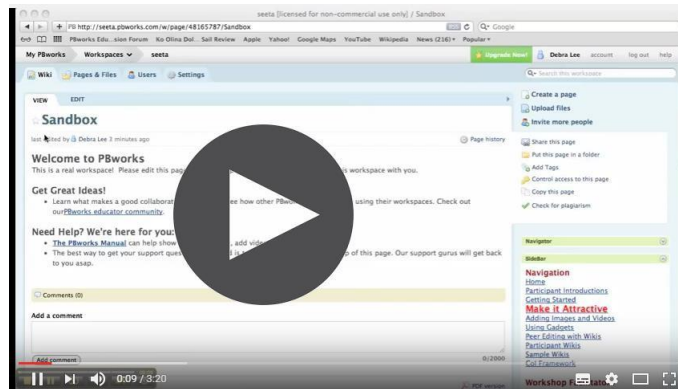 seeta [licensed for non-commercial use only] / Sandbox
http://seeta.pbworks.com/w/page/48165787/Sandbox
Google
PBworks Edu...sion Forum Ko Olina Dol. Sail Review Apple Yahoo! Google Maps YouTube Wikipedia News (216) Popular
My PBworks Workspaces seeta Upgrade Now! Debra Lee account log out help
Wiki Pages & Files Users Settings Search this workspace
VIEW EDIT
Sandbox
last edited by Debra Lee 3 minutes ago Page history
Welcome to PBworks
This is a real workspace! Please edit this pag is workspace with you.
Get Great Ideas!
Learn what makes a good collaborat ee how other PBwo using their workspaces. Check out
ourPBworks educator community.
Need Help? We're here for you:
The PBworks Manual can help show add vide
The best way to get your support ques op of this page. Our support gurus will get back
to you asap.
Comments (0)
Add a comment
0/2000
Add comment
PDF version
Create a page
Upload files
Invite more people
Share this page
Put this page in a folder
Add Tags
Control access to this page
Copy this page
Check for plagiarism
Navigator
SideBar
Navigation
Home
Participant Introductions
Getting Started
Make it Attractive
Adding Images and Videos
Using Gadgets
Peer Editing with Wikis
Participant Wikis
Sample Wikis
CoI Framework
Workshop
0:09 / 3:20